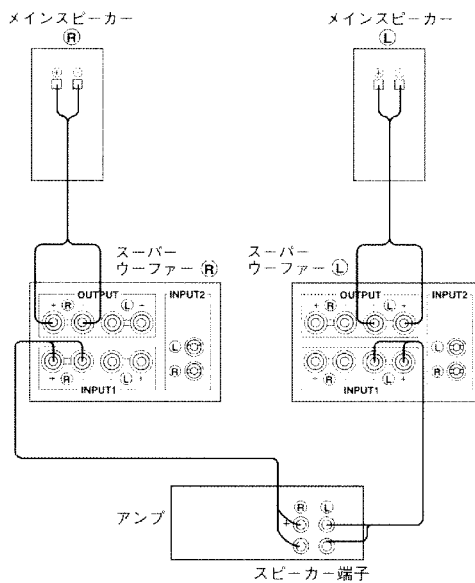 メインスピーカー
Ⓡ
メインスピーカー
Ⓛ
+ -
+ -
スーパー
ウーファー Ⓡ
スーパー
ウーファー Ⓛ
OUTPUT
INPUT2
+ Ⓡ - Ⓛ -
Ⓛ
Ⓡ
+ Ⓡ - Ⓛ +
INPUT1
OUTPUT
INPUT2
+ Ⓡ - Ⓛ +
Ⓛ
Ⓡ
+ Ⓡ - Ⓛ +
INPUT1
アンプ
Ⓡ Ⓛ
+
-
スピーカー端子